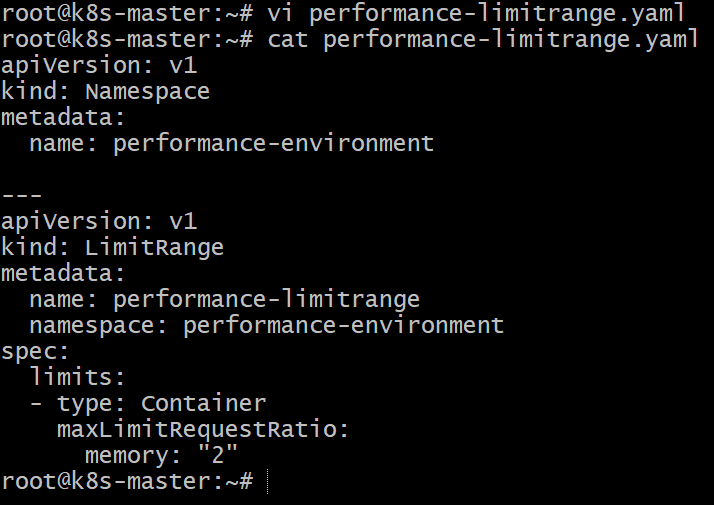 root@k8s-master:~# vi performance-limitrange.yaml
root@k8s-master:~# cat performance-limitrange.yaml
apiVersion: v1
kind: Namespace
metadata:
  name: performance-environment

---
apiVersion: v1
kind: LimitRange
metadata:
  name: performance-limitrange
  namespace: performance-environment
spec:
  limits:
  - type: Container
    maxLimitRequestRatio:
      memory: "2"
root@k8s-master:~#